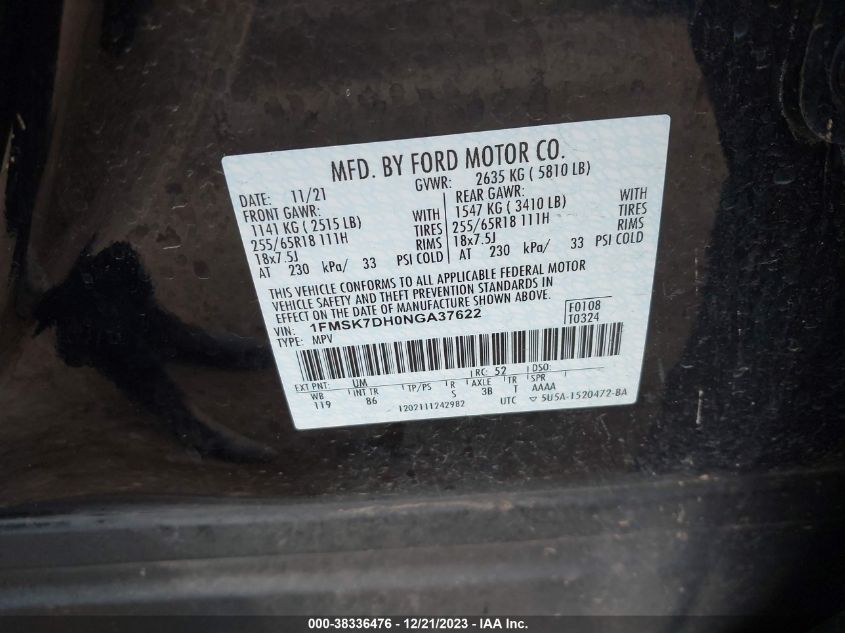 MFD. BY FORD MOTOR CO.
DATE: 11/21 GVWR: 2635 KG ( 5810 LB)
FRONT GAWR: REAR GAWR:
1141 KG ( 2515 LB) WITH 1547 KG ( 3410 LB) WITH
255/65R18 111H TIRES 255/65R18 111H TIRES
18x7.5J RIMS 18x7.5J RIMS
AT 230 kPa/ 33 PSI COLD AT 230 kPa/ 33 PSI COLD
THIS VEHICLE CONFORMS TO ALL APPLICABLE FEDERAL MOTOR
VEHICLE SAFETY AND THEFT PREVENTION STANDARDS IN
EFFECT ON THE DATE OF MANUFACTURE SHOWN ABOVE.
VIN: 1FMSK7DH0NGA37622 F0108
TYPE: MPV T0324
EXT PNT: UM RC: 52 DSO:
WB INT TR TP/PS R AXLE TR SPR
119 86 S 3B T AAAA
1202111242982 UTC ▽ 5U5A-1520472-BA
000-38336476 - 12/21/2023 - IAA Inc.